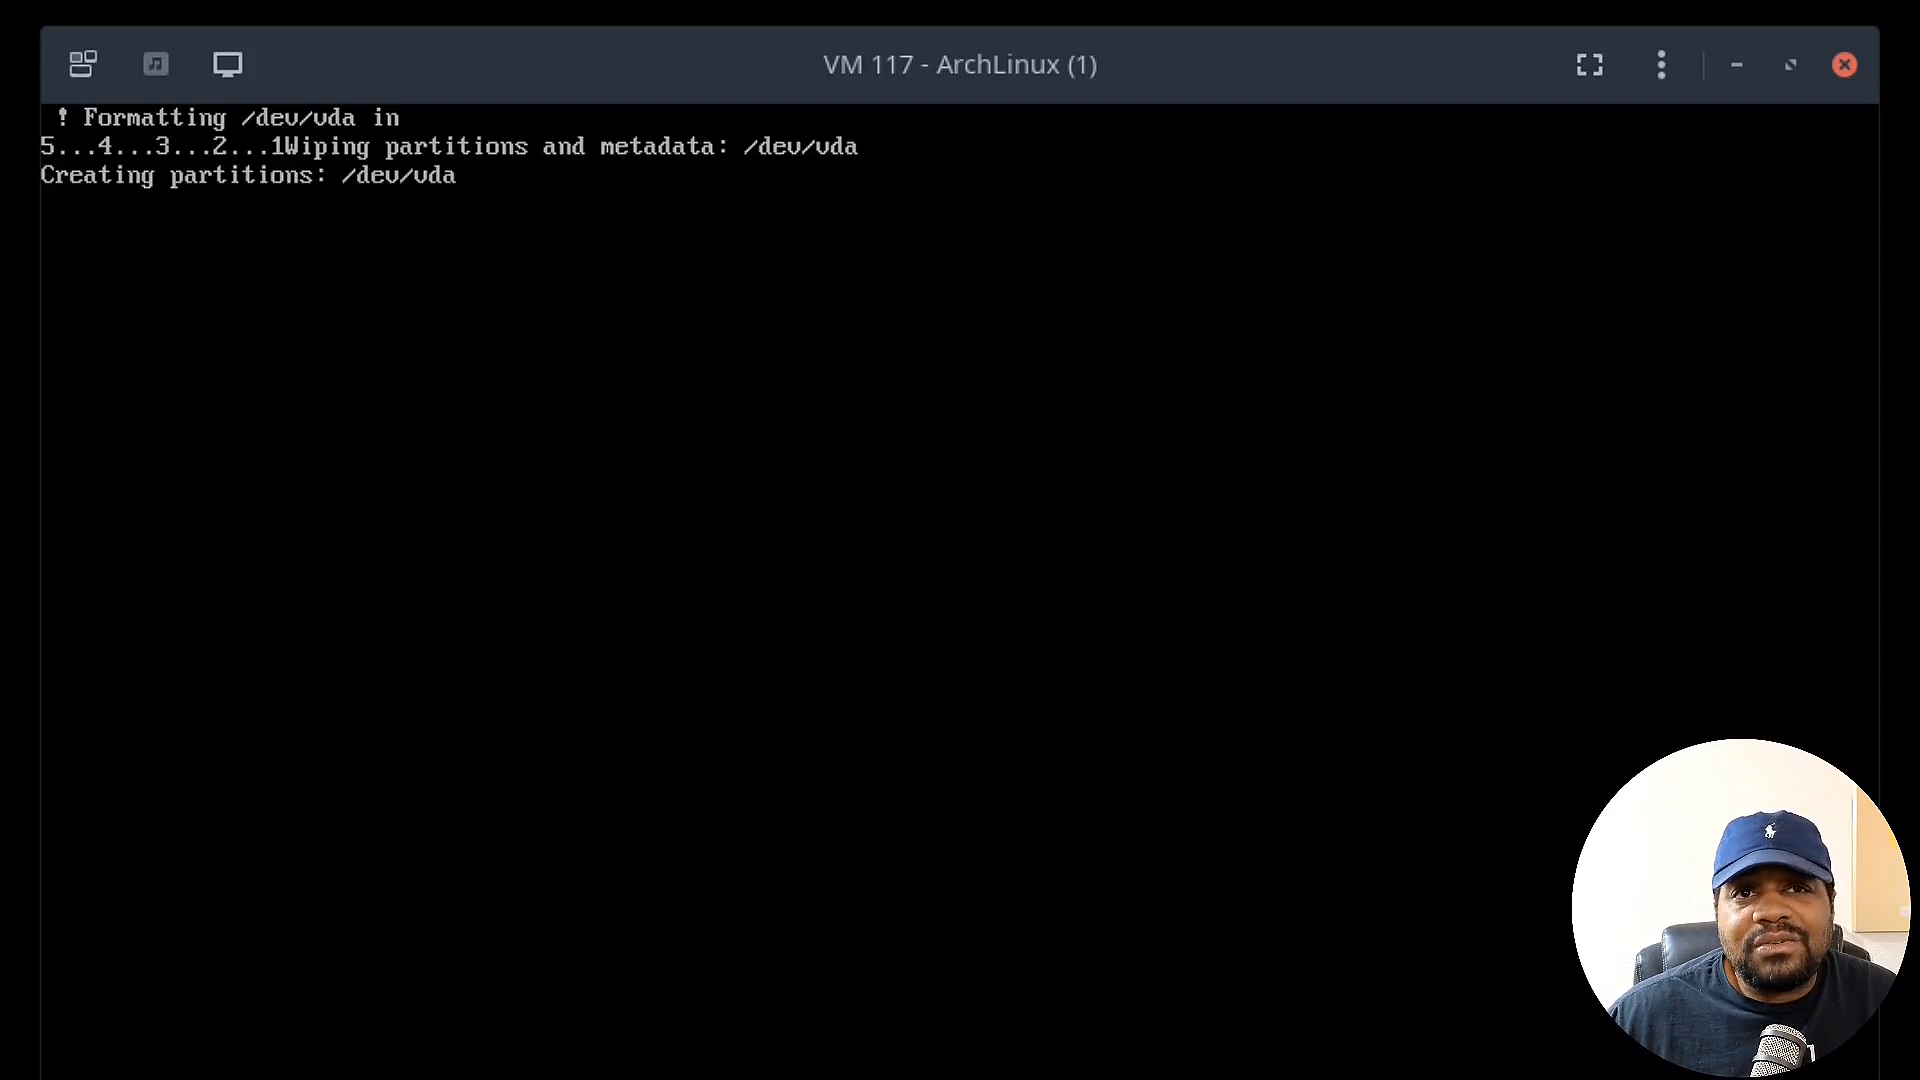 VM 117 - ArchLinux (1)
! Formatting /dev/vda in
5...4...3...2...1Wiping partitions and metadata: /dev/vda
Creating partitions: /dev/vda